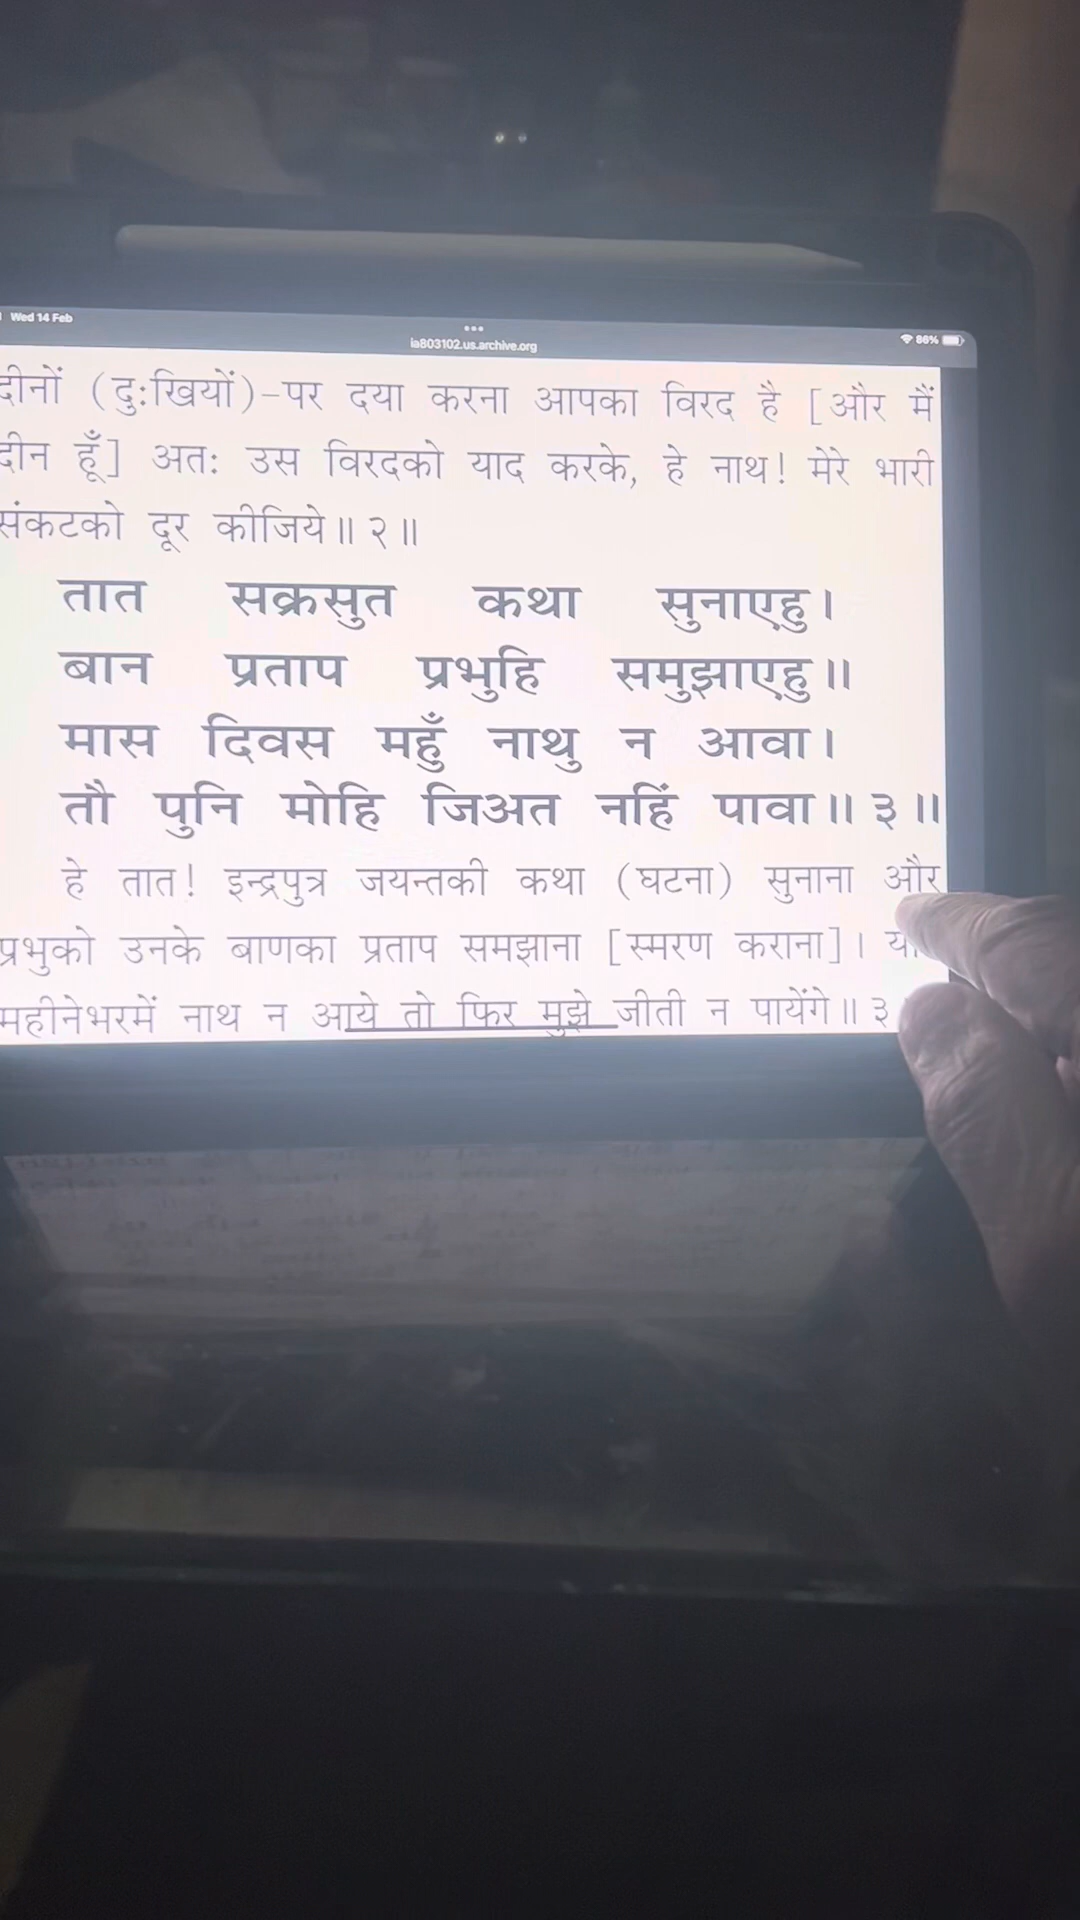 Wed 14 Feb
ia803102.us.archive.org
86%
दीनों (दु:खियों)-पर दया करना आपका विरद है [और मैं
दीन हूँ] अतः उस विरदको याद करके, हे नाथ! मेरे भारी
संकटको दूर कीजिये॥ २॥
तात सक्रसुत कथा सुनाएहु।
बान प्रताप प्रभुहि समुझाएहु॥
मास दिवस महुँ नाथु न आवा।
तौ पुनि मोहि जिअत नहिं पावा॥ ३॥
हे तात! इन्द्रपुत्र जयन्तकी कथा (घटना) सुनाना और
प्रभुको उनके बाणका प्रताप समझाना [स्मरण कराना]।
महीनेभरमें नाथ न आये तो फिर मुझे जीती न पायेंगे॥ ३